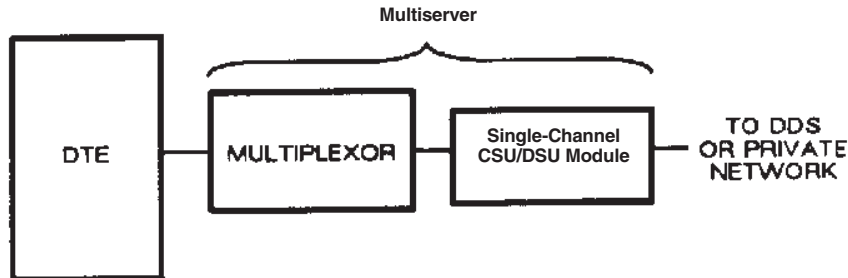 Multiserver
DTE
MULTIPLEXOR
Single-Channel
CSU/DSU Module
TO DDS
OR PRIVATE
NETWORK